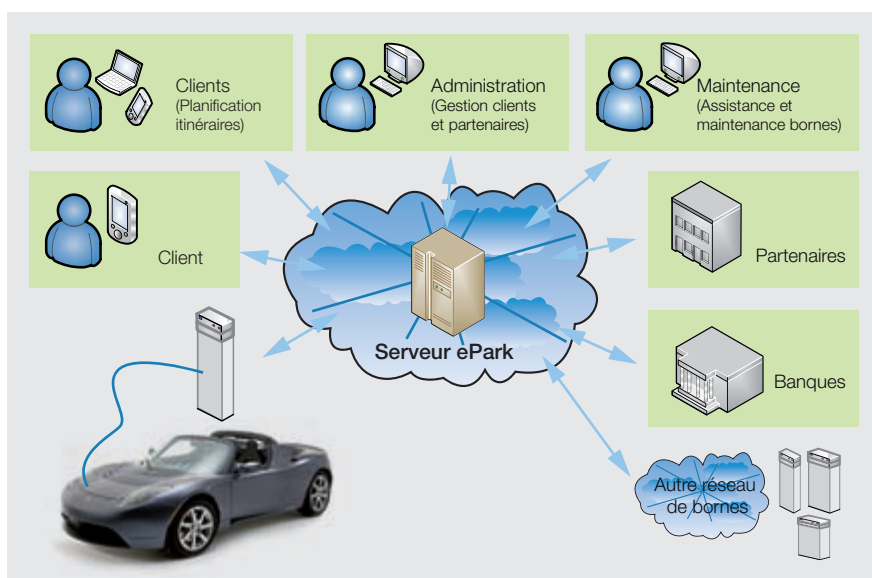 Clients
(Planification
itinéraires)
Administration
(Gestion clients
et partenaires)
Maintenance
(Assistance et
maintenance bornes)
Client
Partenaires
Serveur ePark
Banques
Autre réseau
de bornes